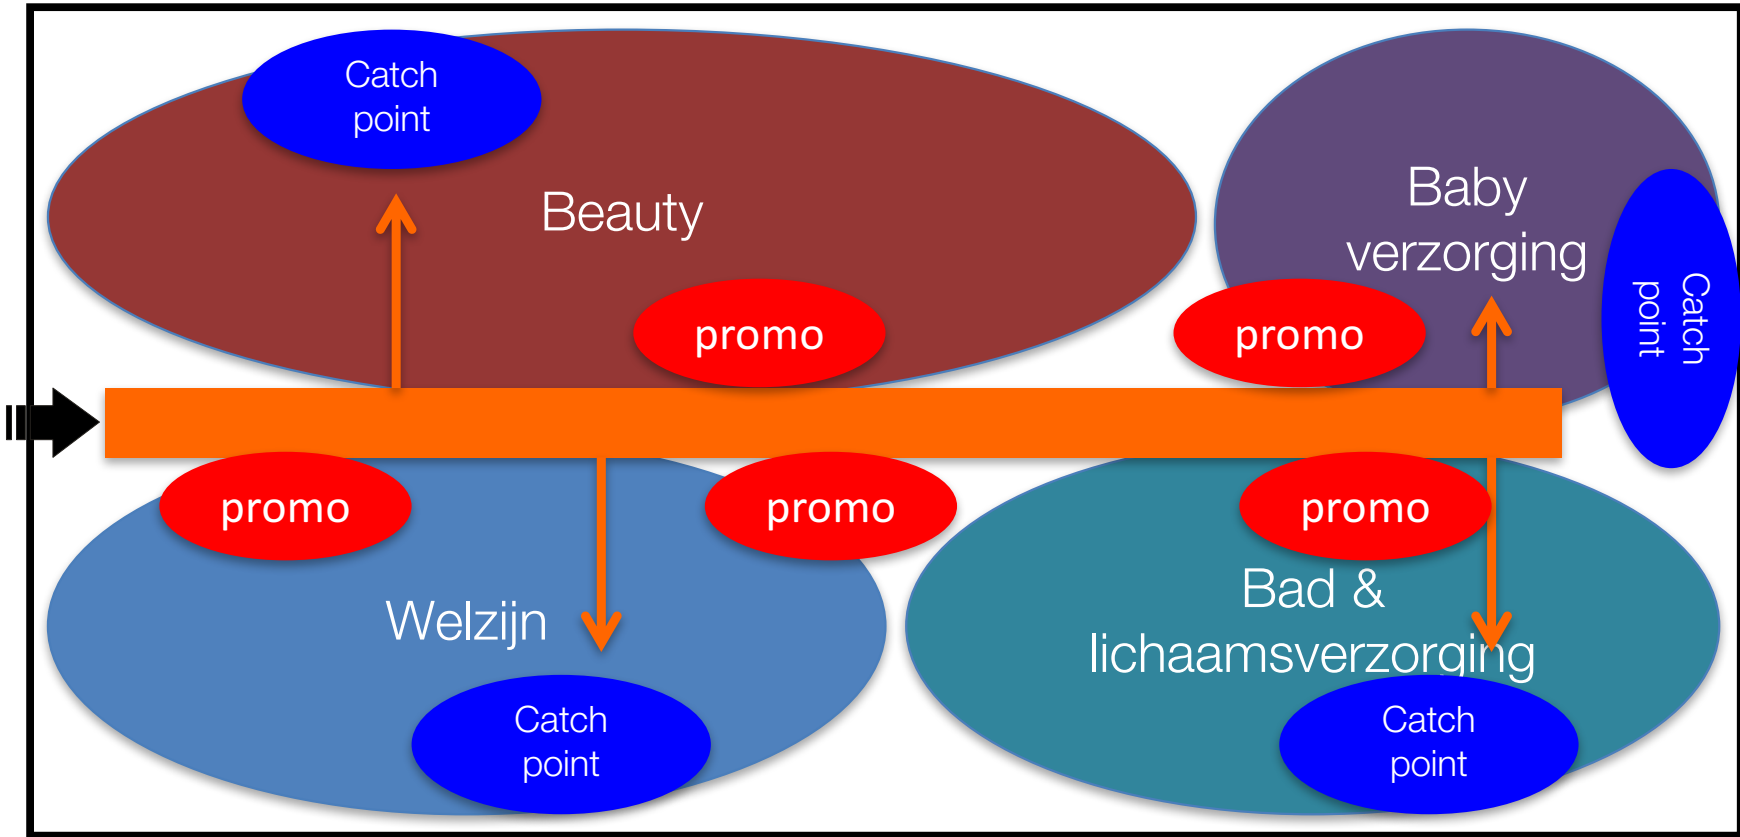 Catch
point
Beauty
Baby
verzorging
Catch
point
promo
promo
promo
promo
promo
Welzijn
Bad &
lichaamsverzorging
Catch
point
Catch
point